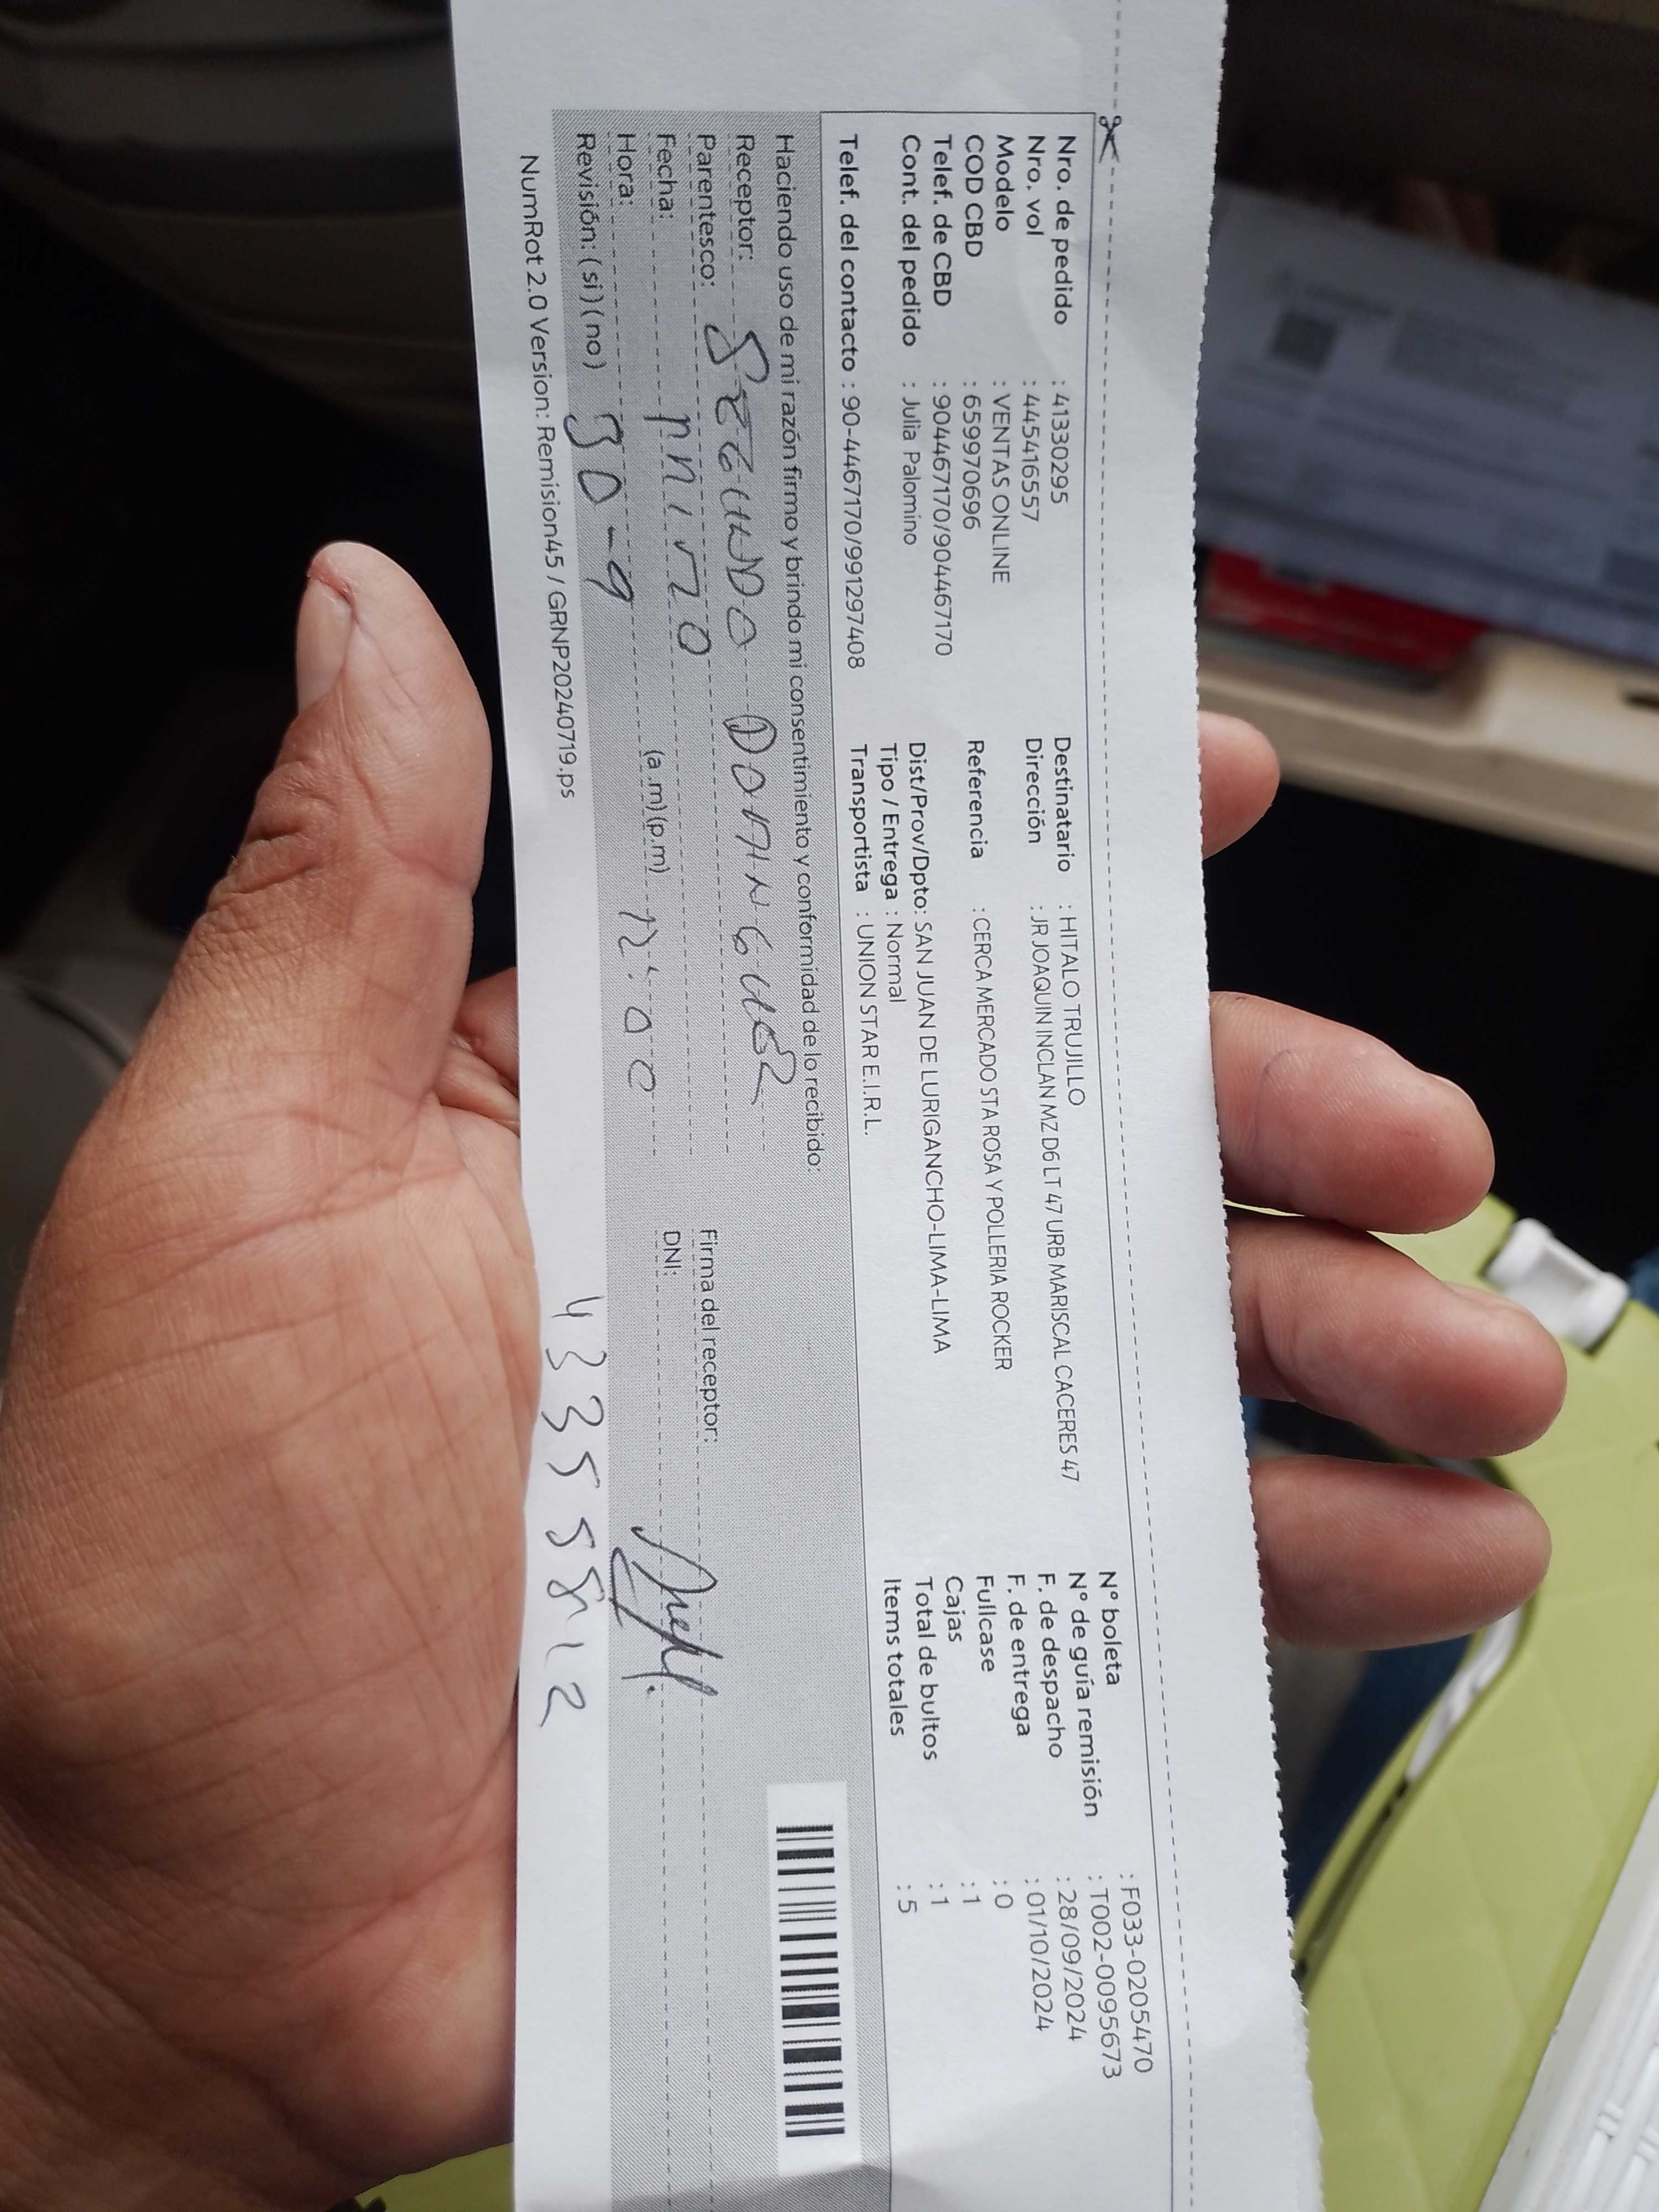 Nro. de pedido : 41330295
Nro. vol : 445416557
Modelo : VENTAS ONLINE
COD CBD : 659970696
Telef. de CBD : 904467170/904467170
Cont. del pedido : Julia Palomino
Telef. del contacto : 90-4467170/991297408
Destinatario : HITALO TRUJILLO
Dirección : JR JOAQUIN INCLAN MZ D6 LT 47 URB MARISCAL CACERES 47
Referencia : CERCA MERCADO STA ROSA Y POLLERIA ROCKER
Dist/Prov/Dpto: SAN JUAN DE LURIGANCHO-LIMA-LIMA
Tipo / Entrega : Normal
Transportista : UNION STAR E.I.R.L.
N° boleta : F033-0205470
N° de guía remisión : T002-0095673
F. de despacho : 28/09/2024
F. de entrega : 01/10/2024
Fullcase : 0
Cajas : 1
Total de bultos : 1
Items totales : 5
Haciendo uso de mi razón firmo y brindo mi consentimiento y conformidad de lo recibido:
Receptor: SEGUNDO DOMINGUEZ
Parentesco:
Fecha:
Hora: 30-9 (a.m)(p.m) 12:00
Revisión: (si) (no)
Firma del receptor:
DNI: 43355812
NumRot 2.0 Version: Remision45 / GRNP20240719.ps